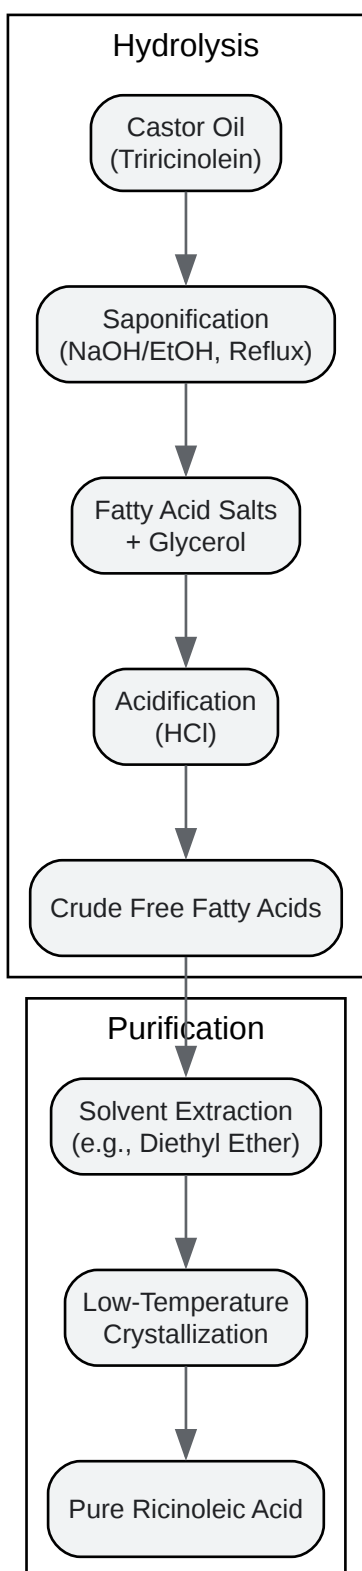 Hydrolysis
Castor Oil
(Triricinolein)
Saponification
(NaOH/EtOH, Reflux)
Fatty Acid Salts
+ Glycerol
Acidification
(HCl)
Crude Free Fatty Acids
Purification
Solvent Extraction
(e.g., Diethyl Ether)
Low-Temperature
Crystallization
Pure Ricinoleic Acid